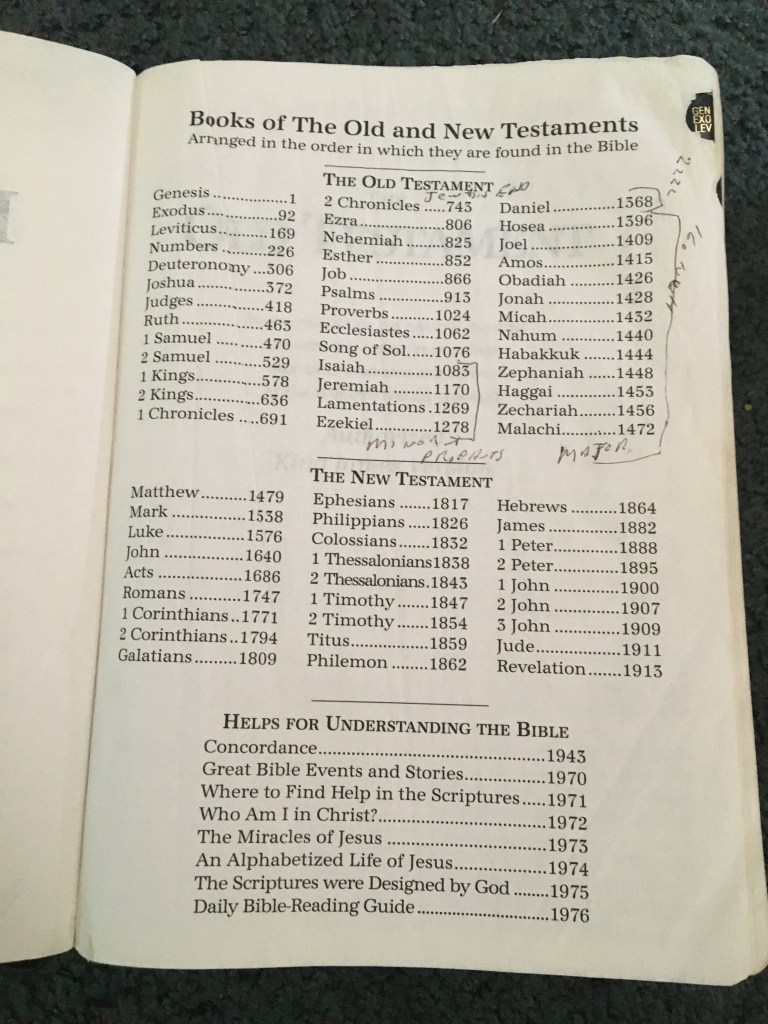 Books of The Old and New Testaments
Arranged in the order in which they are found in the Bible
GEN
EXO
LEV
THE OLD TESTAMENT
Genesis ..................1
Exodus.................92
Leviticus.............169
Numbers ............226
Deuteronomy ...306
Joshua ...............372
Judges ...............418
Ruth ...................463
1 Samuel ...........470
2 Samuel ...........529
1 Kings...............578
2 Kings...............636
1 Chronicles ....691
2 Chronicles .....743
Ezra....................806
Nehemiah .........825
Esther ................852
Job .....................866
Psalms ...............913
Proverbs ..........1024
Ecclesiastes ....1062
Song of Sol......1076
Isaiah ..............1083
Jeremiah .........1170
Lamentations .1269
Ezekiel ............1278
Daniel .............1368
Hosea ..............1396
Joel ..................1409
Amos...............1415
Obadiah ..........1426
Jonah ..............1428
Micah ..............1432
Nahum ...........1440
Habakkuk ......1444
Zephaniah .....1448
Haggai ............1453
Zechariah .......1456
Malachi ..........1472
MINOR
PROPHETS
MAJOR
THE NEW TESTAMENT
Matthew..........1479
Mark ................1538
Luke.................1576
John .................1640
Acts .................1686
Romans ...........1747
1 Corinthians..1771
2 Corinthians..1794
Galatians.........1809
Ephesians .......1817
Philippians .....1826
Colossians.......1832
1 Thessalonians1838
2 Thessalonians.1843
1 Timothy .......1847
2 Timothy .......1854
Titus.................1859
Philemon ........1862
Hebrews ..........1864
James ...............1882
1 Peter..............1888
2 Peter..............1895
1 John ..............1900
2 John ..............1907
3 John ..............1909
Jude..................1911
Revelation.......1913
HELPS FOR UNDERSTANDING THE BIBLE
Concordance.................................................1943
Great Bible Events and Stories..................1970
Where to Find Help in the Scriptures.....1971
Who Am I in Christ?....................................1972
The Miracles of Jesus ..................................1973
An Alphabetized Life of Jesus....................1974
The Scriptures were Designed by God ........1975
Daily Bible-Reading Guide.............................1976